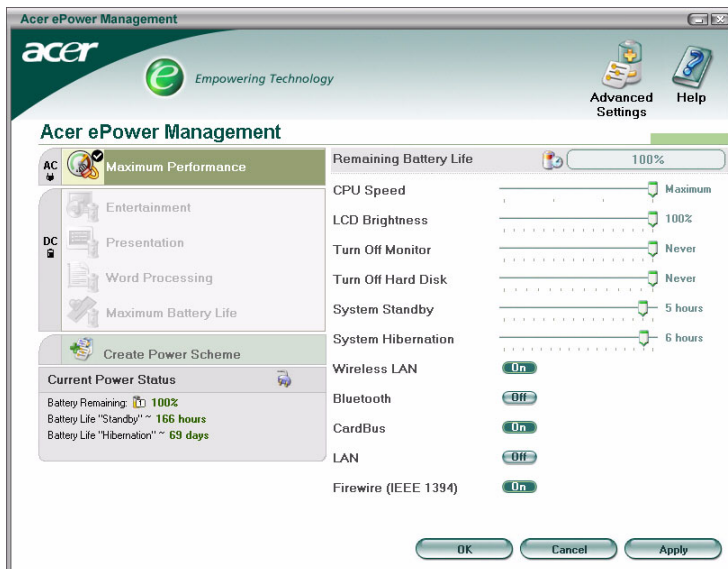 Acer ePower Management
acer
e Empowering Technology
Advanced Settings
Help
Acer ePower Management
AC
Maximum Performance
DC
Entertainment
Presentation
Word Processing
Maximum Battery Life
Create Power Scheme
Current Power Status
Battery Remaining: 100%
Battery Life "Standby" ~ 166 hours
Battery Life "Hibernation" ~ 69 days
Remaining Battery Life 100%
CPU Speed Maximum
LCD Brightness 100%
Turn Off Monitor Never
Turn Off Hard Disk Never
System Standby 5 hours
System Hibernation 6 hours
Wireless LAN On
Bluetooth Off
CardBus On
LAN Off
Firewire (IEEE 1394) On
OK Cancel Apply